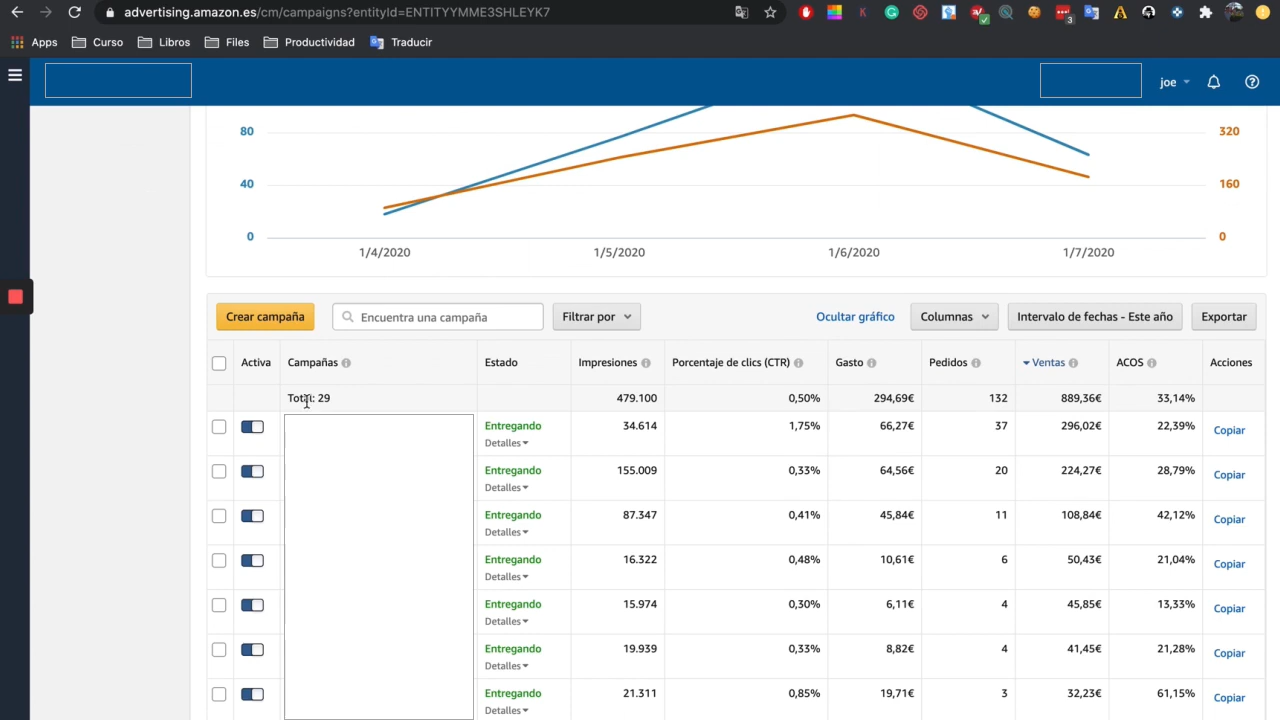 advertising.amazon.es/cm/campaigns?entityId=ENTITYYMME3SHLEYK7
Apps Curso Libros Files Productividad Traducir
joe
80 320
40 160
0 0
1/4/2020 1/5/2020 1/6/2020 1/7/2020
Crear campaña Encuentra una campaña Filtrar por Ocultar gráfico Columnas Intervalo de fechas - Este año Exportar
Activa Campañas Estado Impresiones Porcentaje de clics (CTR) Gasto Pedidos Ventas ACOS Acciones
Total: 29 479.100 0,50% 294,69€ 132 889,36€ 33,14%
Entregando 34.614 1,75% 66,27€ 37 296,02€ 22,39% Copiar
Detalles
Entregando 155.009 0,33% 64,56€ 20 224,27€ 28,79% Copiar
Detalles
Entregando 87.347 0,41% 45,84€ 11 108,84€ 42,12% Copiar
Detalles
Entregando 16.322 0,48% 10,61€ 6 50,43€ 21,04% Copiar
Detalles
Entregando 15.974 0,30% 6,11€ 4 45,85€ 13,33% Copiar
Detalles
Entregando 19.939 0,33% 8,82€ 4 41,45€ 21,28% Copiar
Detalles
Entregando 21.311 0,85% 19,71€ 3 32,23€ 61,15% Copiar
Detalles